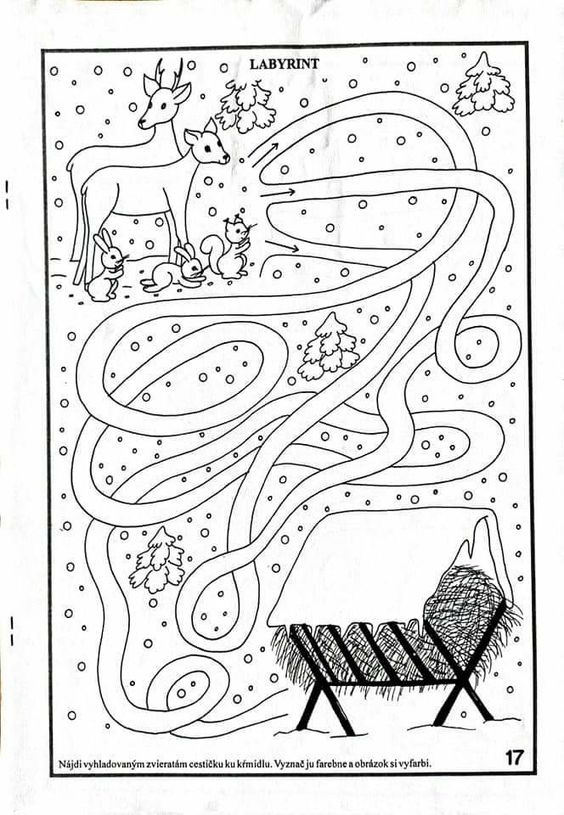 LABYRINT
Nájdi vyhladovaným zvieratám cestičku ku kŕmidlu. Vyznač ju farebne a obrázok si vyfarbi.
17